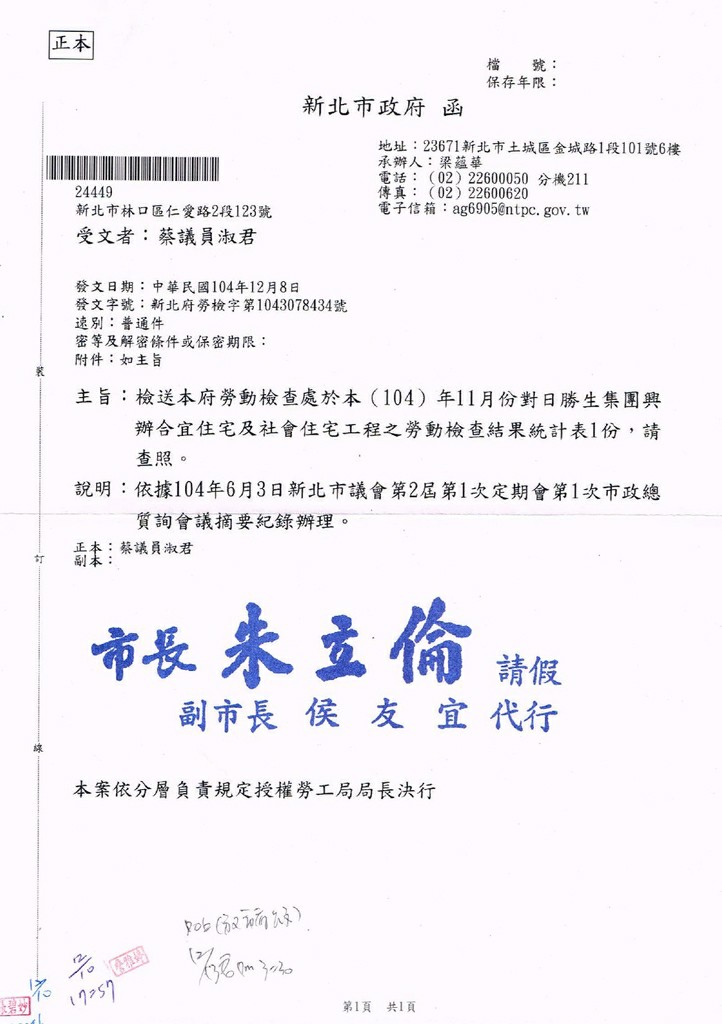 正本
檔　　號：
保存年限：
新北市政府 函
地址：23671新北市土城區金城路1段101號6樓
承辦人：梁蘊華
電話：（02）22600050 分機211
傳真：（02）22600620
電子信箱：ag6905@ntpc.gov.tw
24449
新北市林口區仁愛路2段123號
受文者：蔡議員淑君
發文日期：中華民國104年12月8日
發文字號：新北府勞檢字第1043078434號
速別：普通件
密等及解密條件或保密期限：
附件：如主旨
主旨：檢送本府勞動檢查處於本（104）年11月份對日勝生集團興
辦合宜住宅及社會住宅工程之勞動檢查結果統計表1份，請
查照。
說明：依據104年6月3日新北市議會第2屆第1次定期會第1次市政總
質詢會議摘要紀錄辦理。
正本：蔡議員淑君
副本：
裝
訂
線
市長 朱立倫 請假
副市長 侯友宜 代行
本案依分層負責規定授權勞工局局長決行
12/10
17:57
12/10
第1頁　共1頁